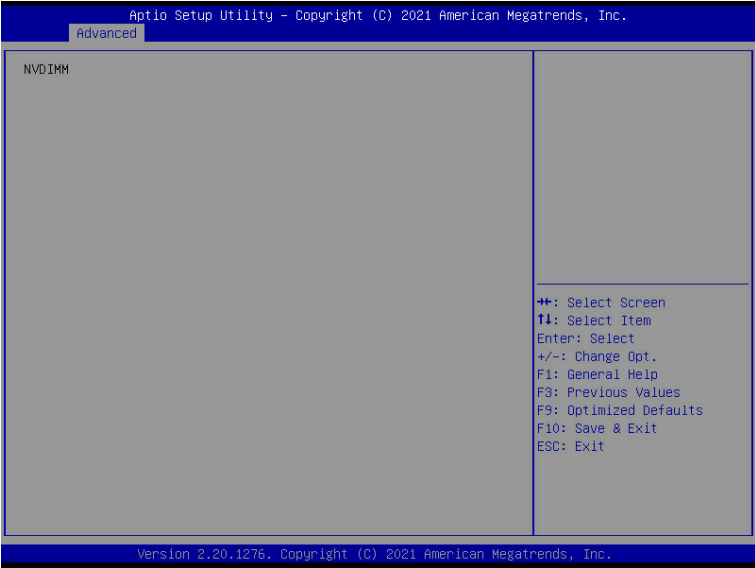 Aptio Setup Utility – Copyright (C) 2021 American Megatrends, Inc.
Advanced
NVDIMM
→←: Select Screen
↑↓: Select Item
Enter: Select
+/-: Change Opt.
F1: General Help
F3: Previous Values
F9: Optimized Defaults
F10: Save & Exit
ESC: Exit
Version 2.20.1276. Copyright (C) 2021 American Megatrends, Inc.